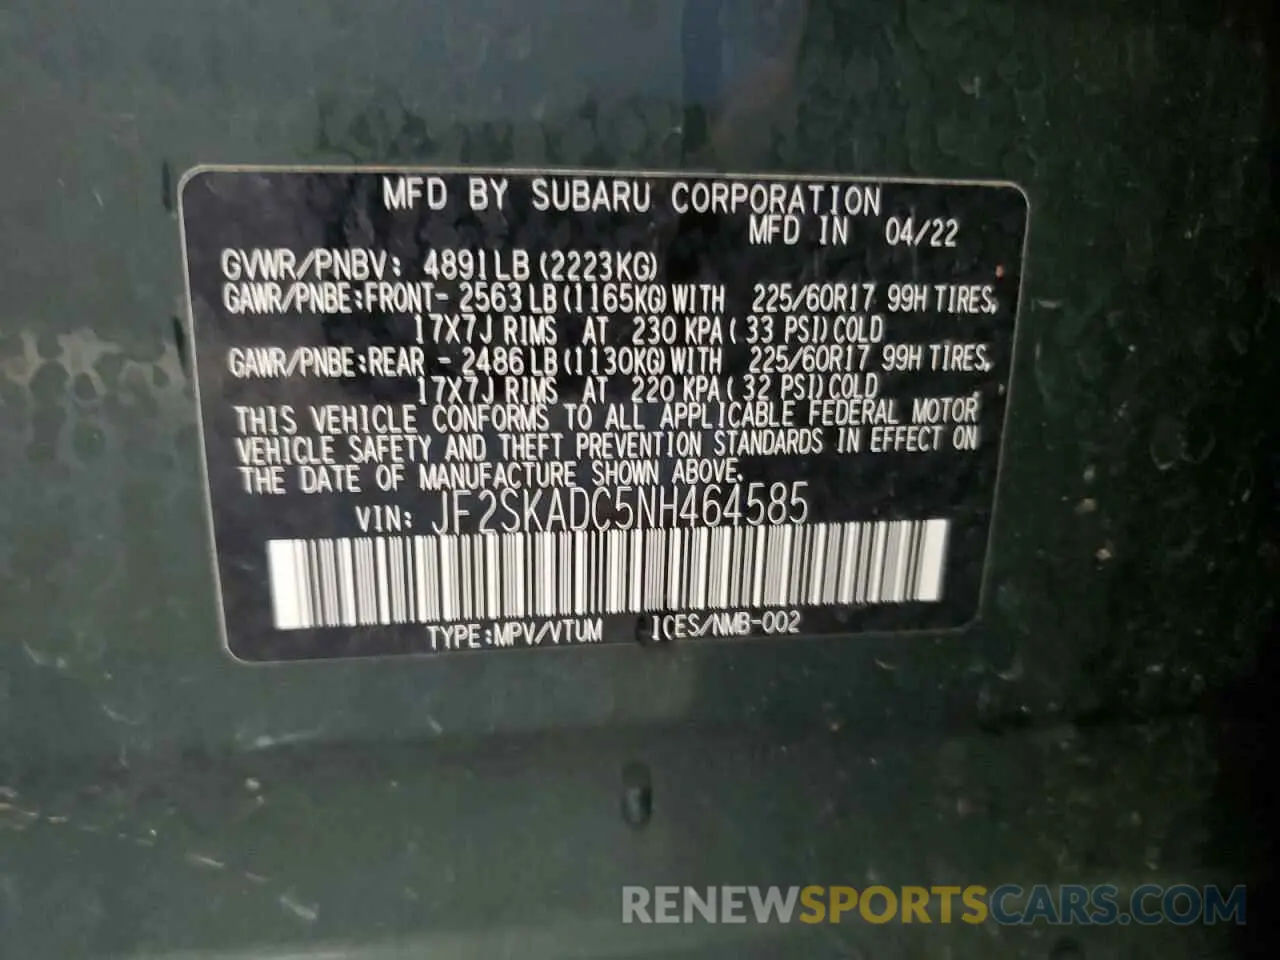 MFD BY SUBARU CORPORATION
MFD IN 04/22
GVWR/PNBV: 4891LB (2223KG)
GAWR/PNBE:FRONT- 2563 LB (1165KG) WITH 225/60R17 99H TIRES,
17X7J RIMS AT 230 KPA ( 33 PSI) COLD
GAWR/PNBE:REAR - 2486 LB (1130KG) WITH 225/60R17 99H TIRES,
17X7J RIMS AT 220 KPA ( 32 PSI) COLD
THIS VEHICLE CONFORMS TO ALL APPLICABLE FEDERAL MOTOR
VEHICLE SAFETY AND THEFT PREVENTION STANDARDS IN EFFECT ON
THE DATE OF MANUFACTURE SHOWN ABOVE.
VIN: JF2SKADC5NH464585
TYPE:MPV/VTUM ICES/NMB-002
RENEWSPORTSCARS.COM